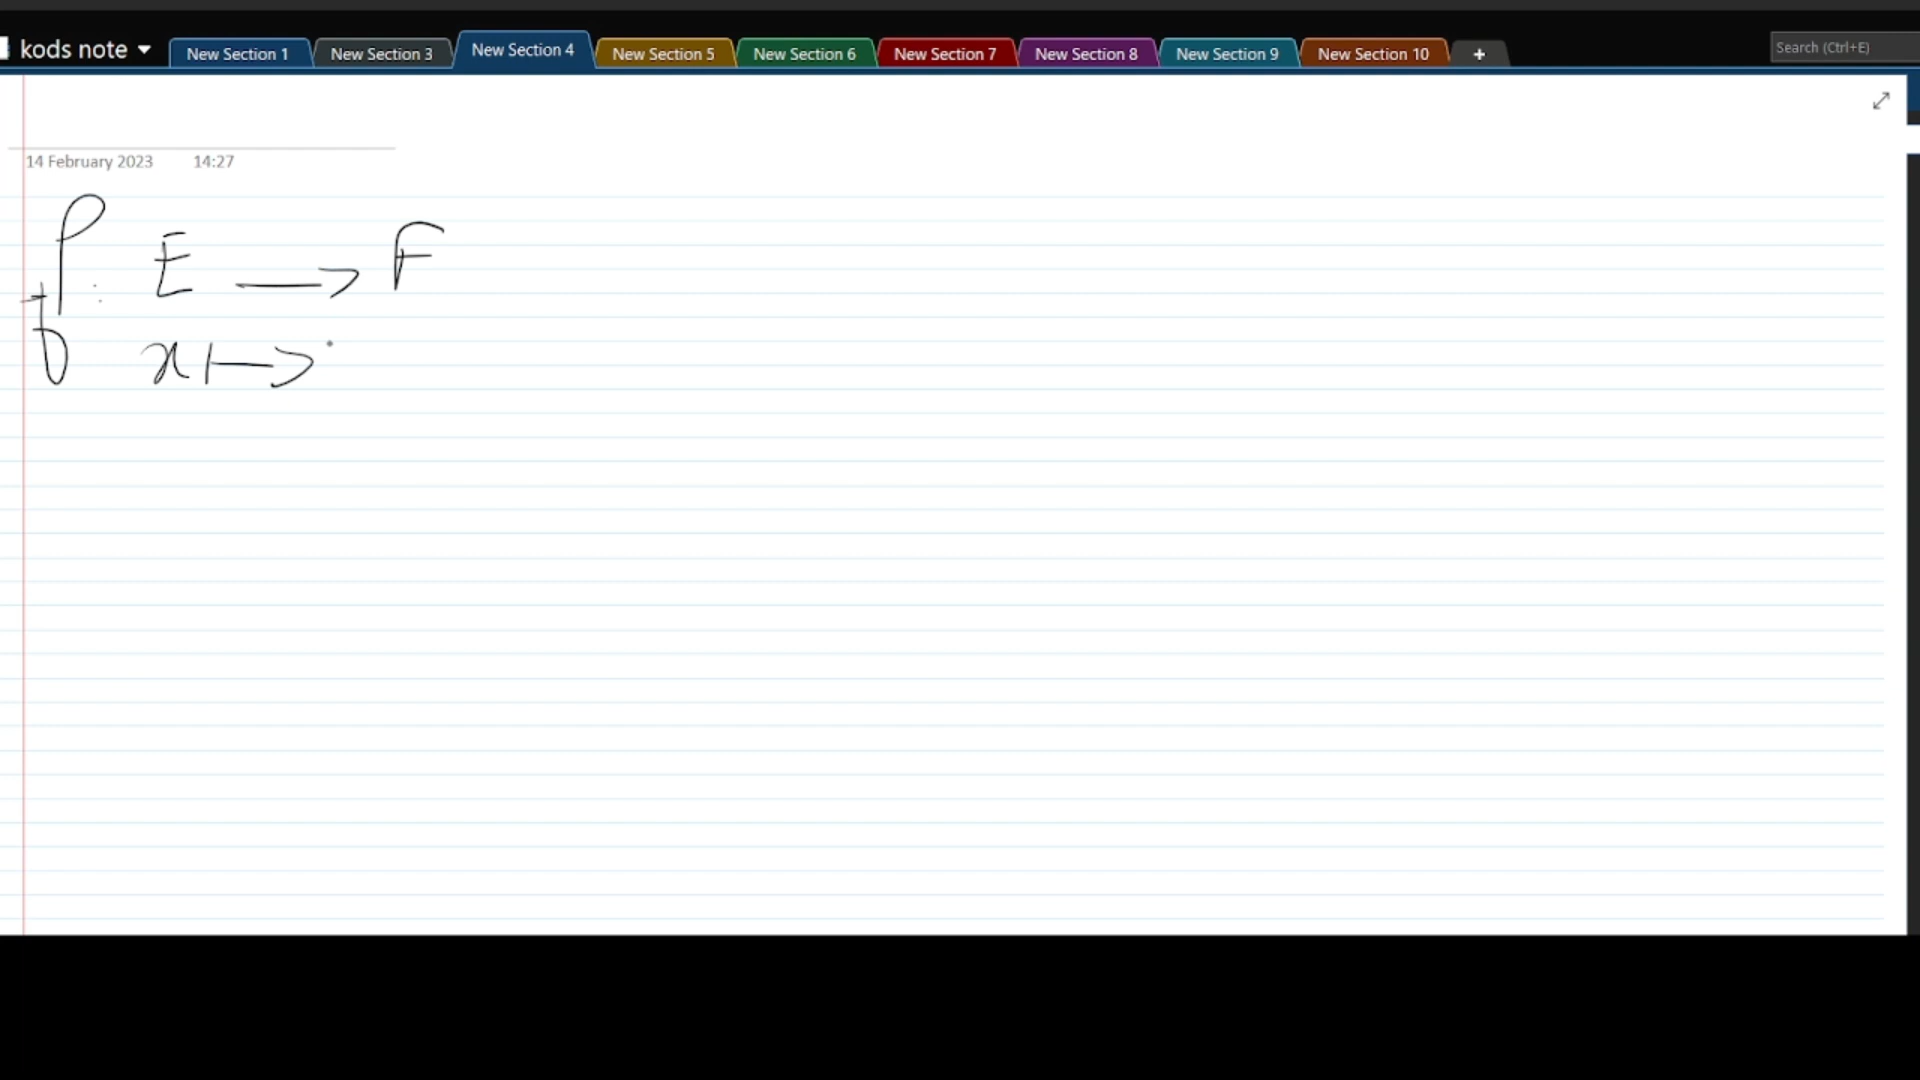 kods note New Section 1 New Section 3 New Section 4 New Section 5 New Section 6 New Section 7 New Section 8 New Section 9 New Section 10 + Search (Ctrl+E)
14 February 2023 14:27
f: E ⟶ F
x ⟼